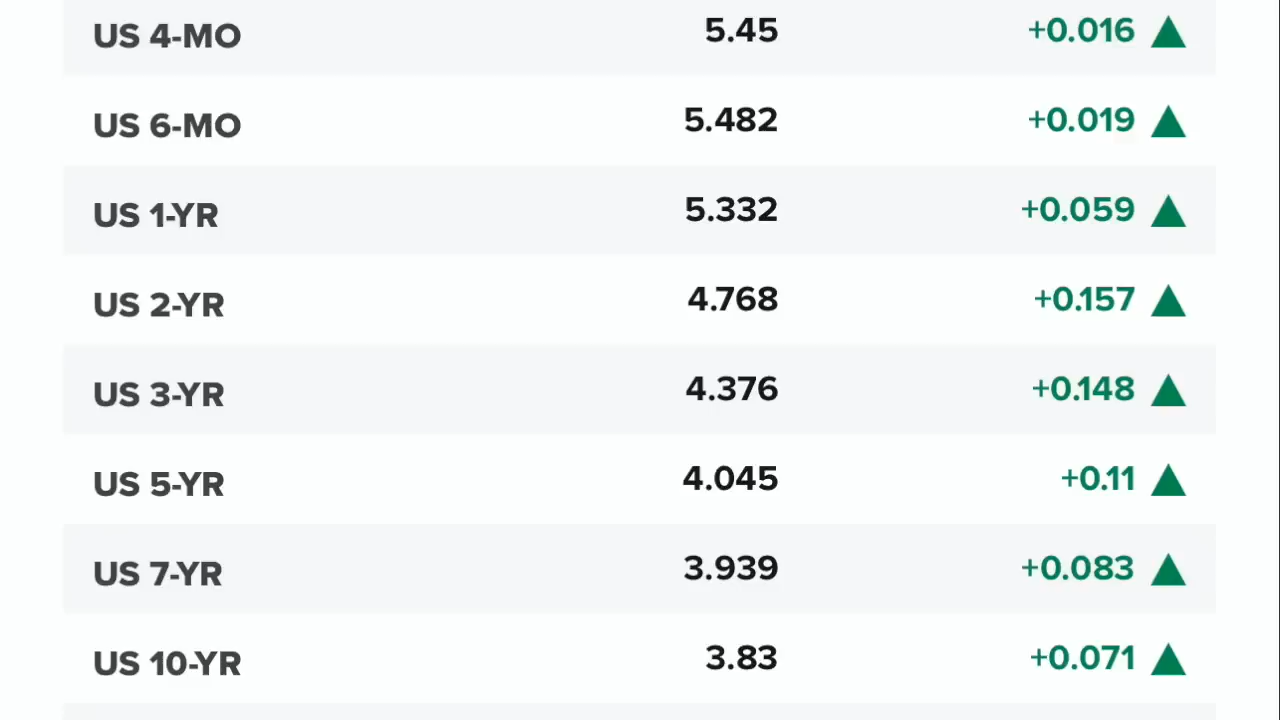 US 4-MO 5.45 +0.016 ▲
US 6-MO 5.482 +0.019 ▲
US 1-YR 5.332 +0.059 ▲
US 2-YR 4.768 +0.157 ▲
US 3-YR 4.376 +0.148 ▲
US 5-YR 4.045 +0.11 ▲
US 7-YR 3.939 +0.083 ▲
US 10-YR 3.83 +0.071 ▲